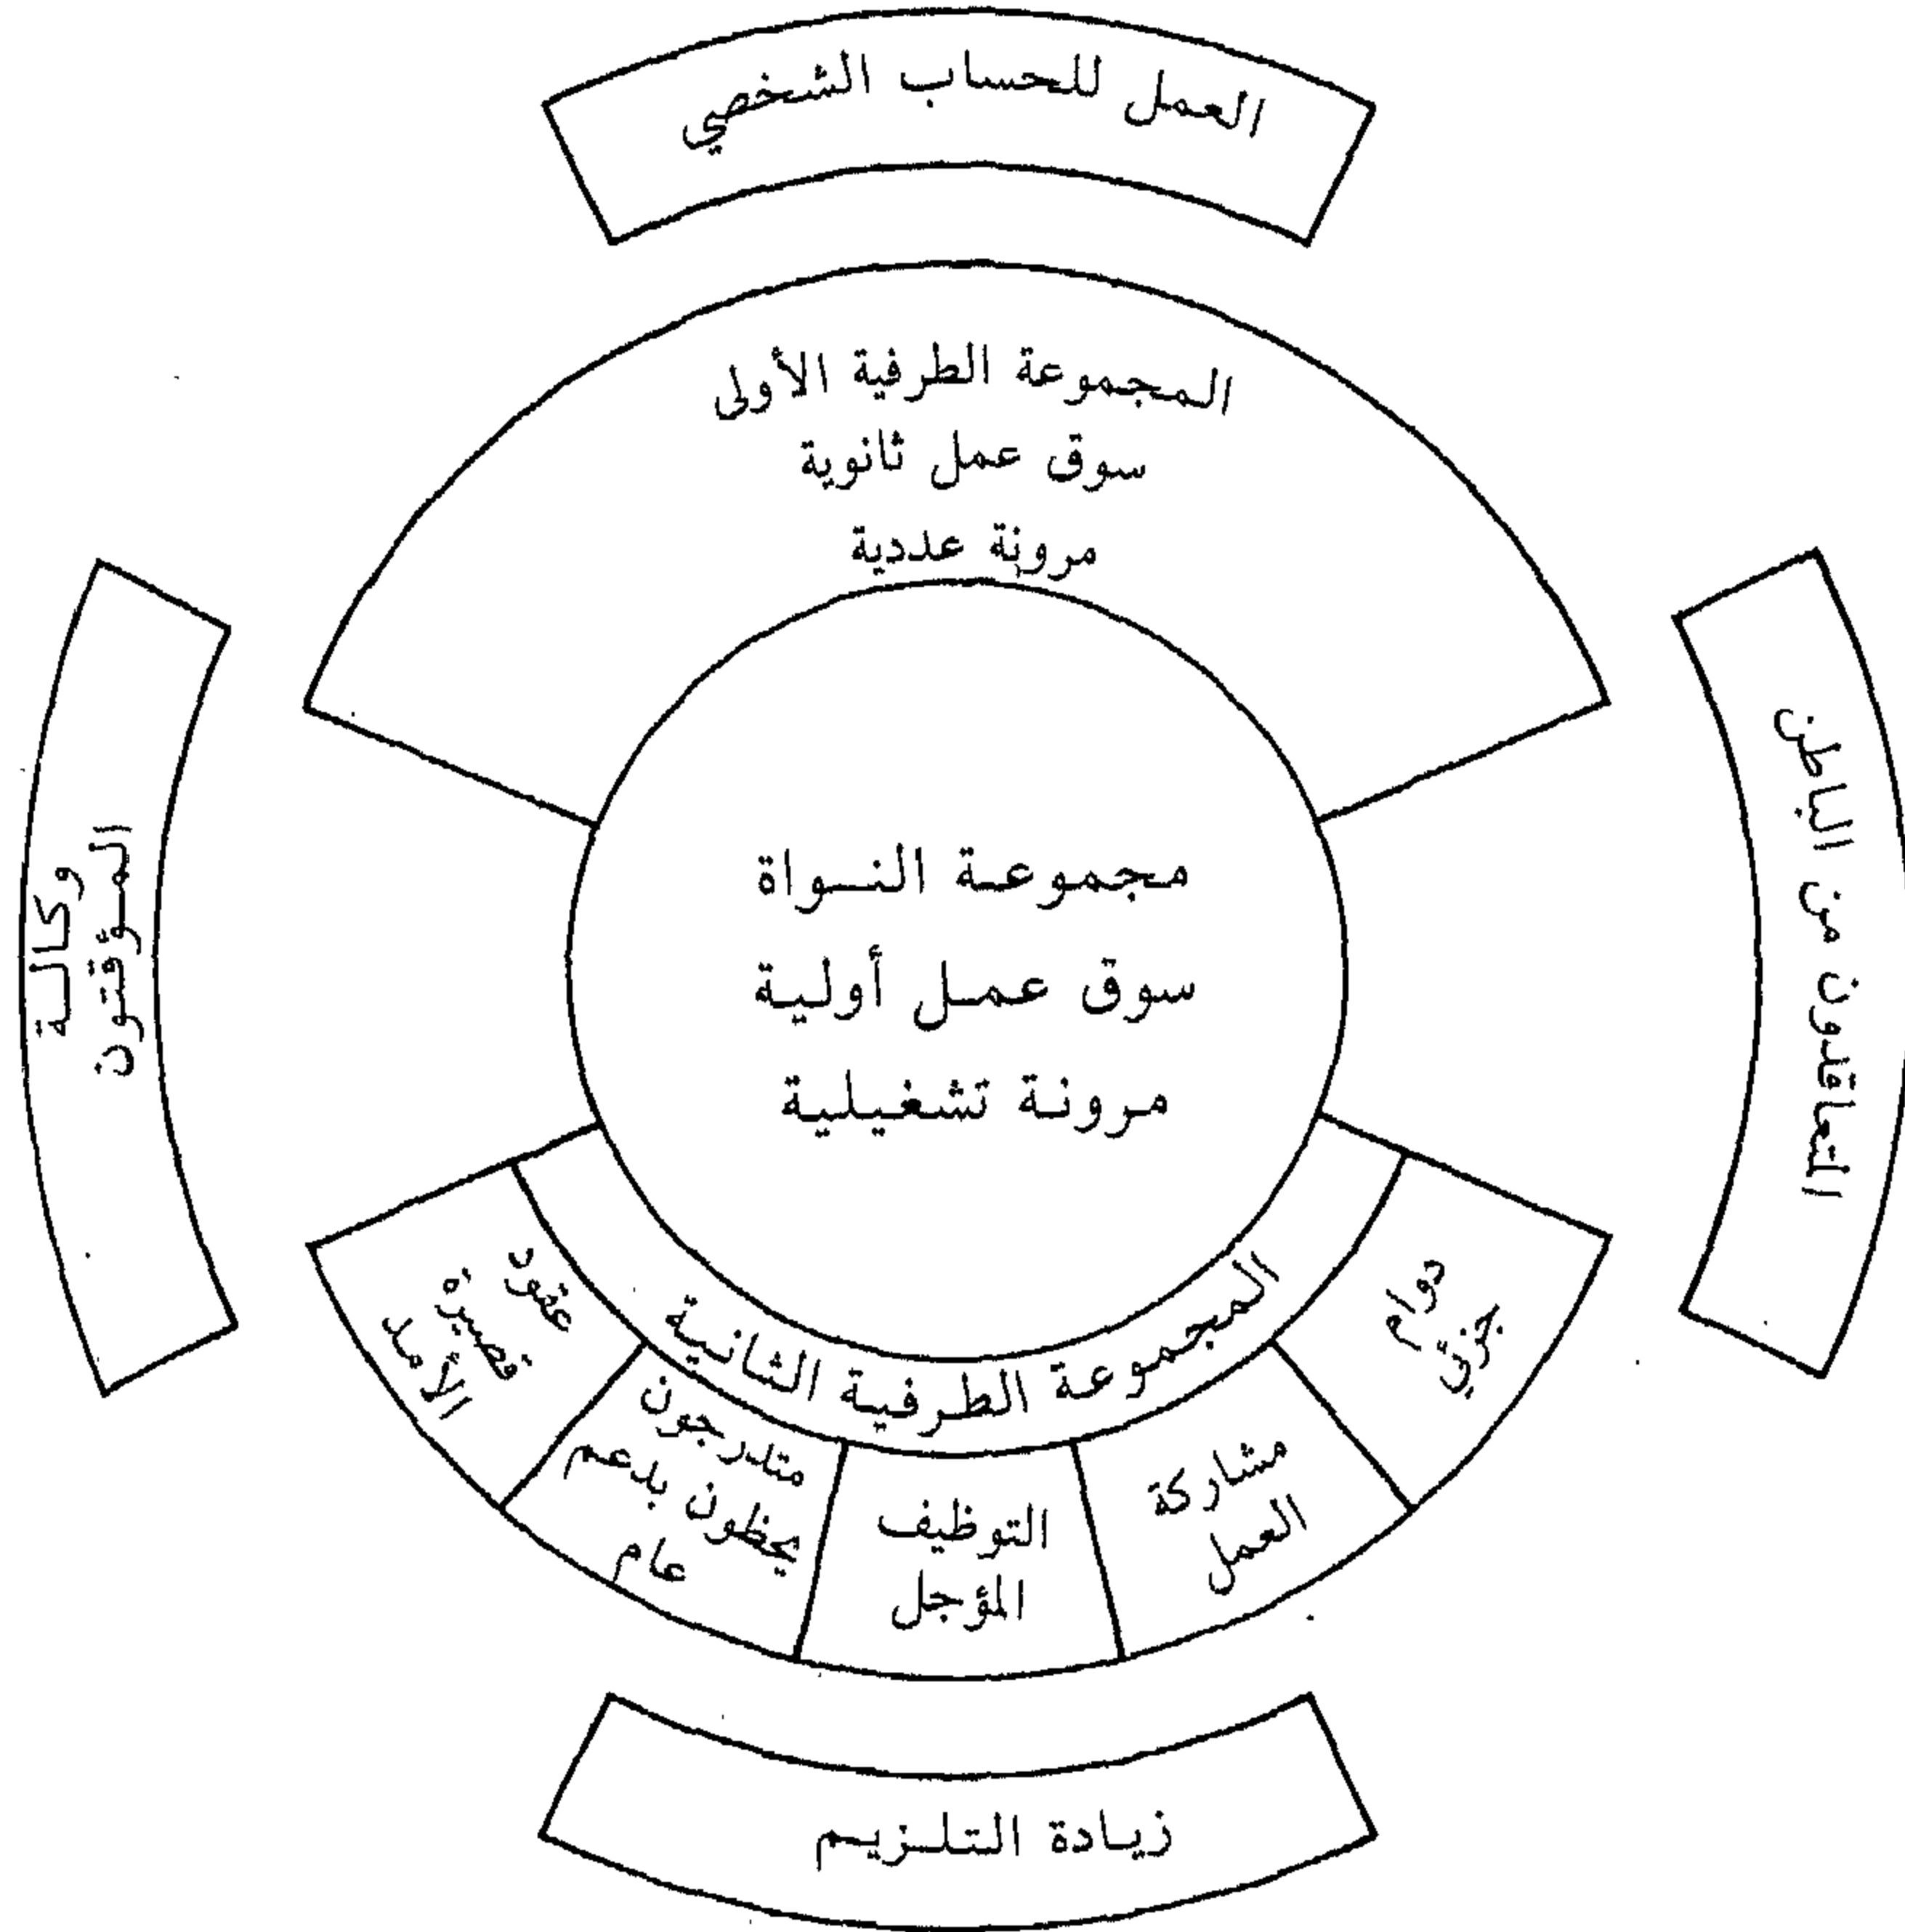 العمل للحساب الشخصي
المجموعة الطرفية الأولى
سوق عمل ثانوية
مرونة عددية
المتعاقدون من الباطن
وكالة
المؤقتون
مجموعة النواة
سوق عمل أولية
مرونة تشغيلية
المجموعة الطرفية الثانية
دوام
جزئي
مشاركة
العمل
التوظيف
المؤجل
متدرجون
يحظون بدعم
عام
عقود
قصيرة
الأمد
زيادة التلزيم